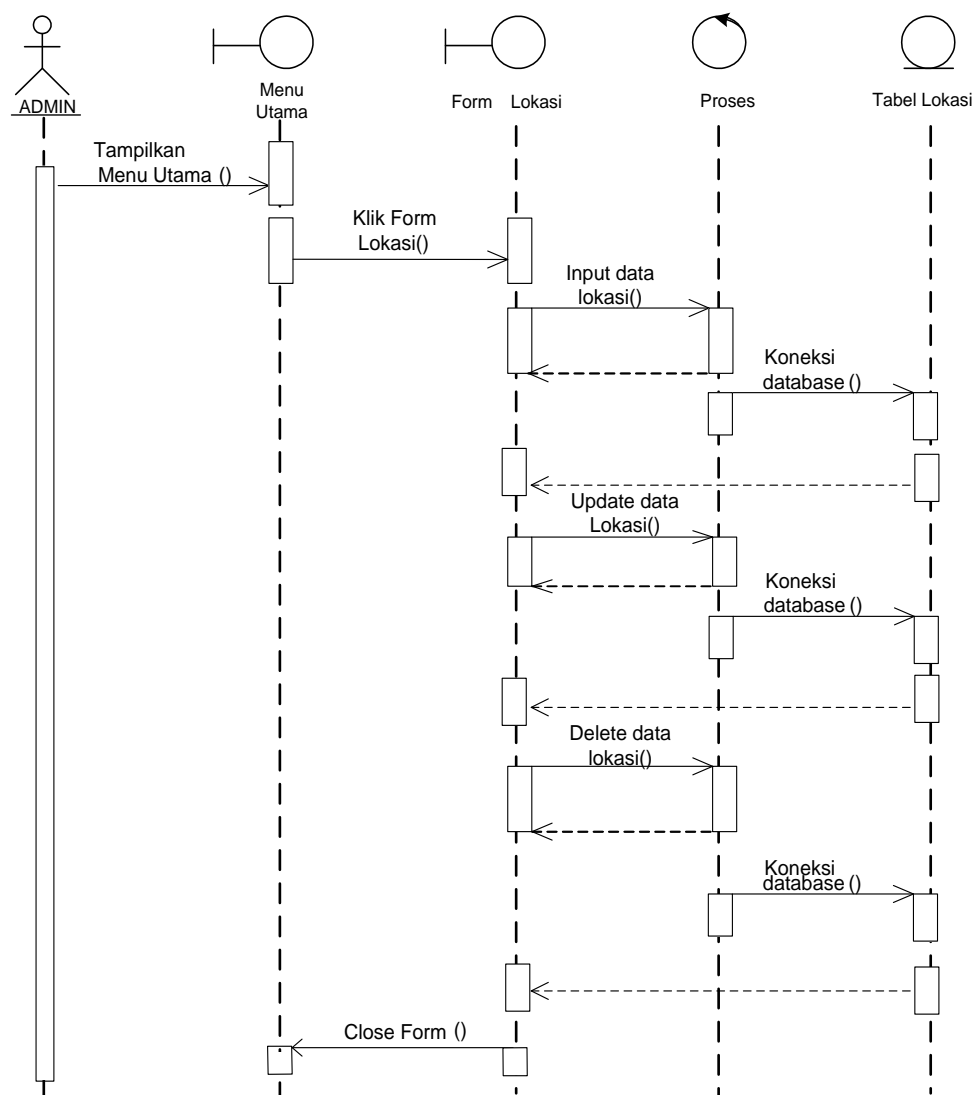 ADMIN
Menu
Utama
Form Lokasi
Proses
Tabel Lokasi
Tampilkan
Menu Utama ()
Klik Form
Lokasi()
Input data
lokasi()
Koneksi
database ()
Update data
Lokasi()
Koneksi
database ()
Delete data
lokasi()
Koneksi
database ()
Close Form ()